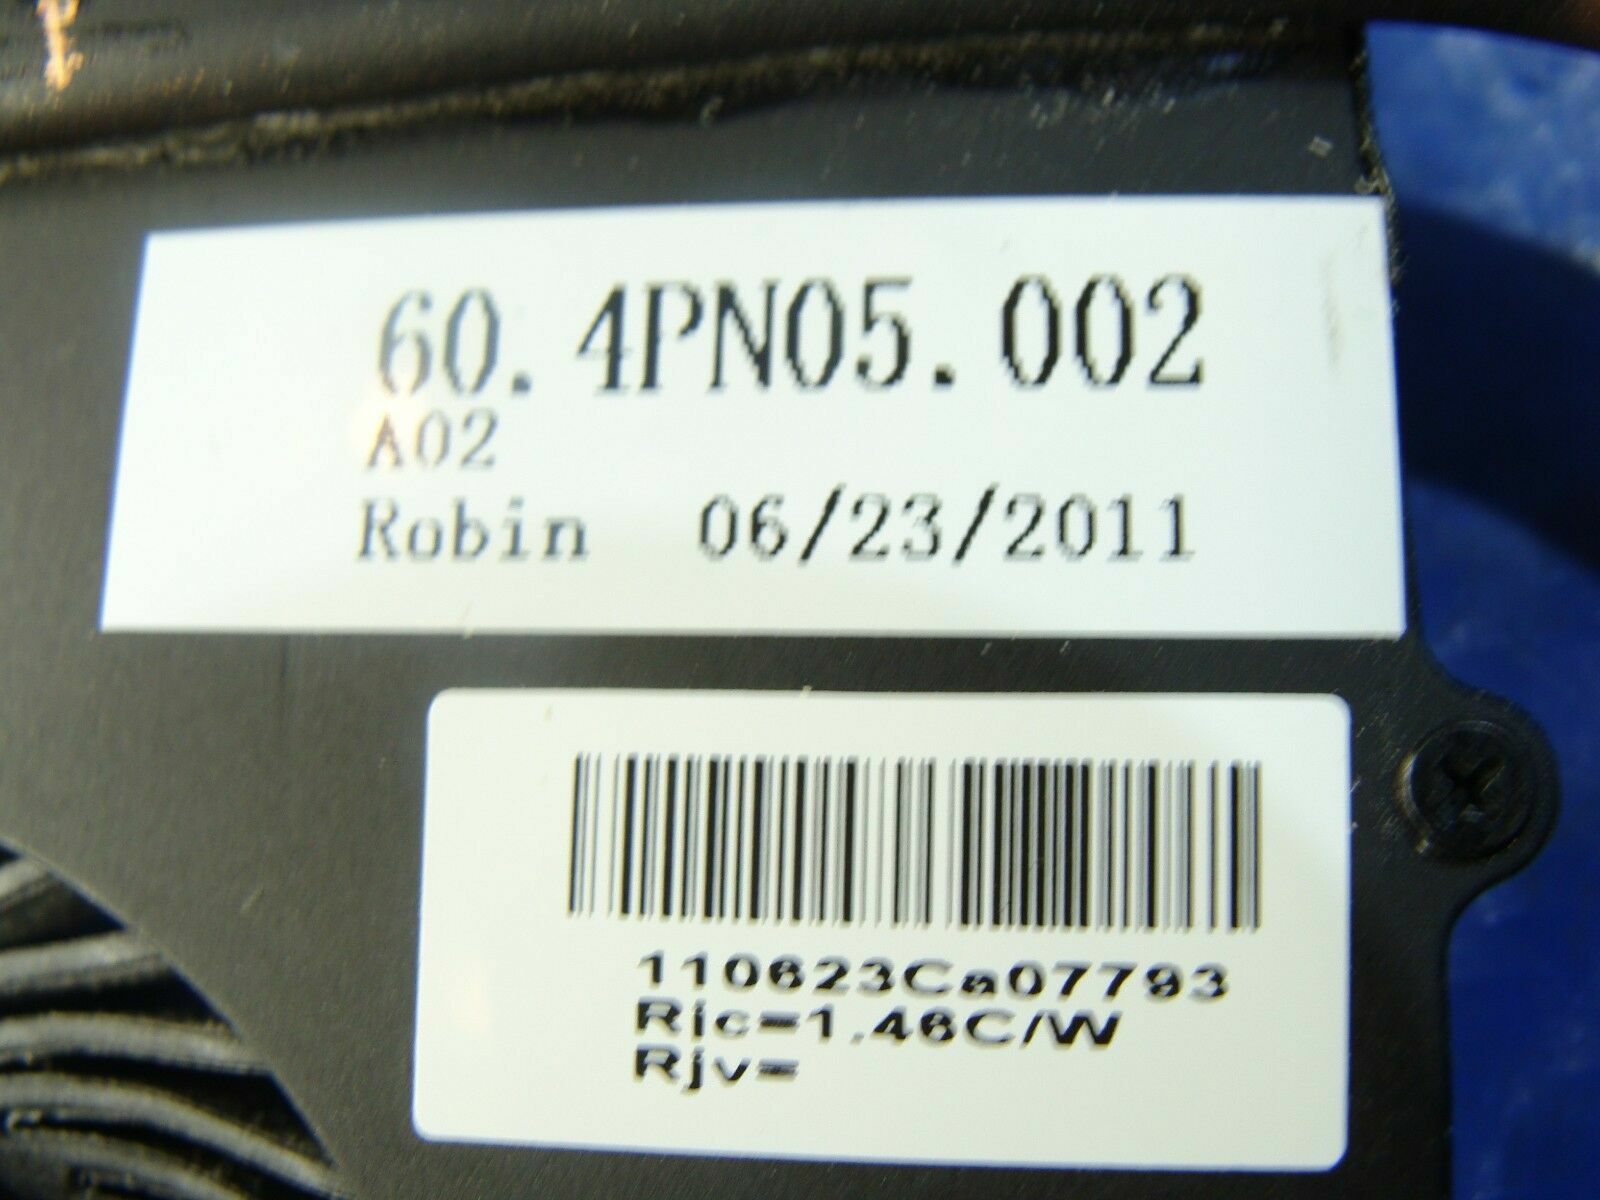 60.4PN05.002
A02
Robin 06/23/2011
110623Ca07793
Rjc=1.46C/W
Rjv=